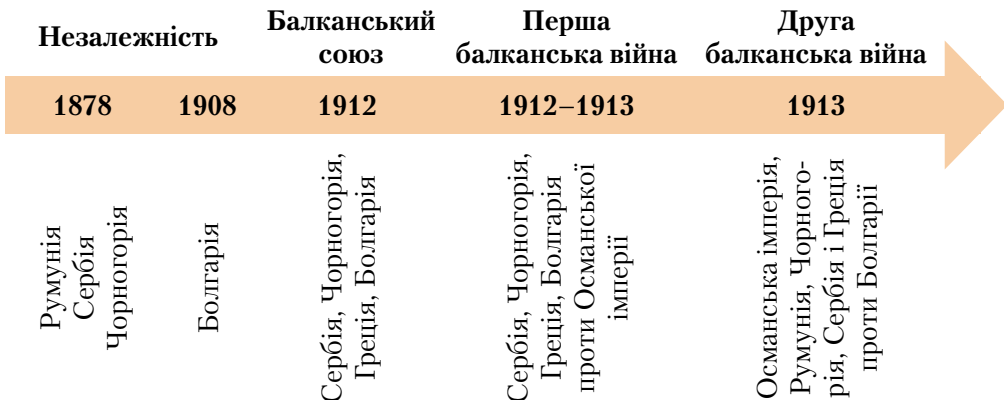 Незалежність
Балканський
союз
Перша
балканська війна
Друга
балканська війна
1878
1908
1912
1912–1913
1913
Румунія
Сербія
Чорногорія
Болгарія
Сербія, Чорногорія,
Греція, Болгарія
Сербія, Чорногорія,
Греція, Болгарія
проти Османської
імперії
Османська імперія,
Румунія, Чорного-
рія, Сербія і Греція
проти Болгарії